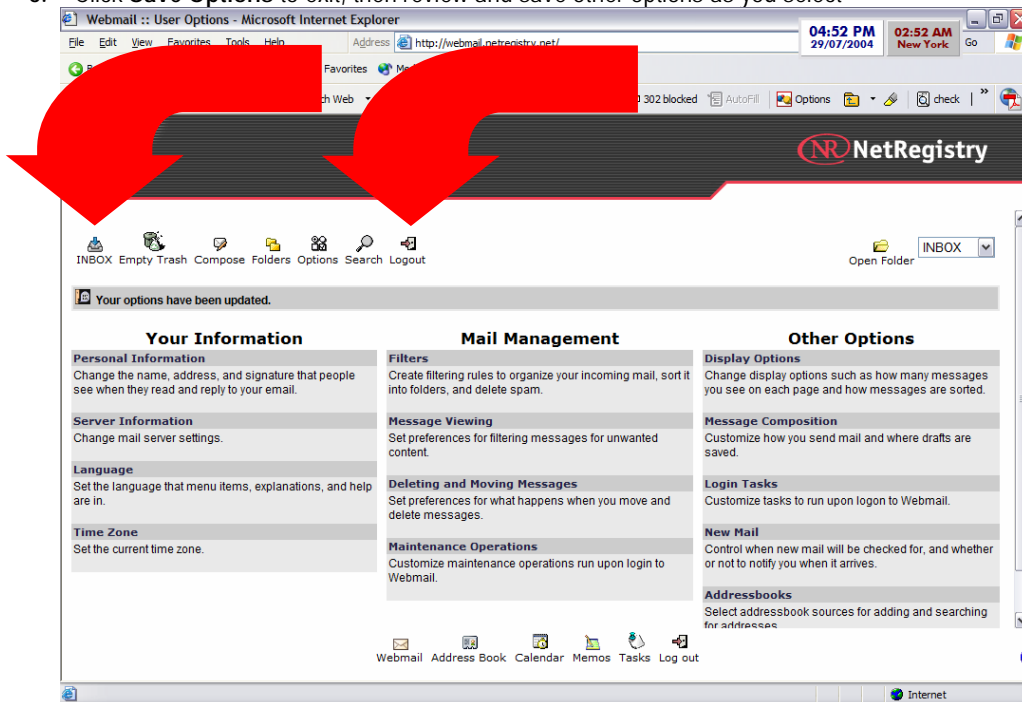 Click Save Options to exit, then review and save other options as you select
Webmail :: User Options - Microsoft Internet Explorer
File Edit View Favorites Tools Help
Address http://webmail.netregistry.net/
04:52 PM
29/07/2004
02:52 AM
New York
Go
Favorites
302 blocked AutoFill Options check
NetRegistry
INBOX Empty Trash Compose Folders Options Search Logout
Open Folder INBOX
Your options have been updated.
Your Information
Personal Information
Change the name, address, and signature that people
see when they read and reply to your email.
Server Information
Change mail server settings.
Language
Set the language that menu items, explanations, and help
are in.
Time Zone
Set the current time zone.
Mail Management
Filters
Create filtering rules to organize your incoming mail, sort it
into folders, and delete spam.
Message Viewing
Set preferences for filtering messages for unwanted
content.
Deleting and Moving Messages
Set preferences for what happens when you move and
delete messages.
Maintenance Operations
Customize maintenance operations run upon login to
Webmail.
Other Options
Display Options
Change display options such as how many messages
you see on each page and how messages are sorted.
Message Composition
Customize how you send mail and where drafts are
saved.
Login Tasks
Customize tasks to run upon logon to Webmail.
New Mail
Control when new mail will be checked for, and whether
or not to notify you when it arrives.
Addressbooks
Select addressbook sources for adding and searching
for addresses
Webmail Address Book Calendar Memos Tasks Log out
Internet